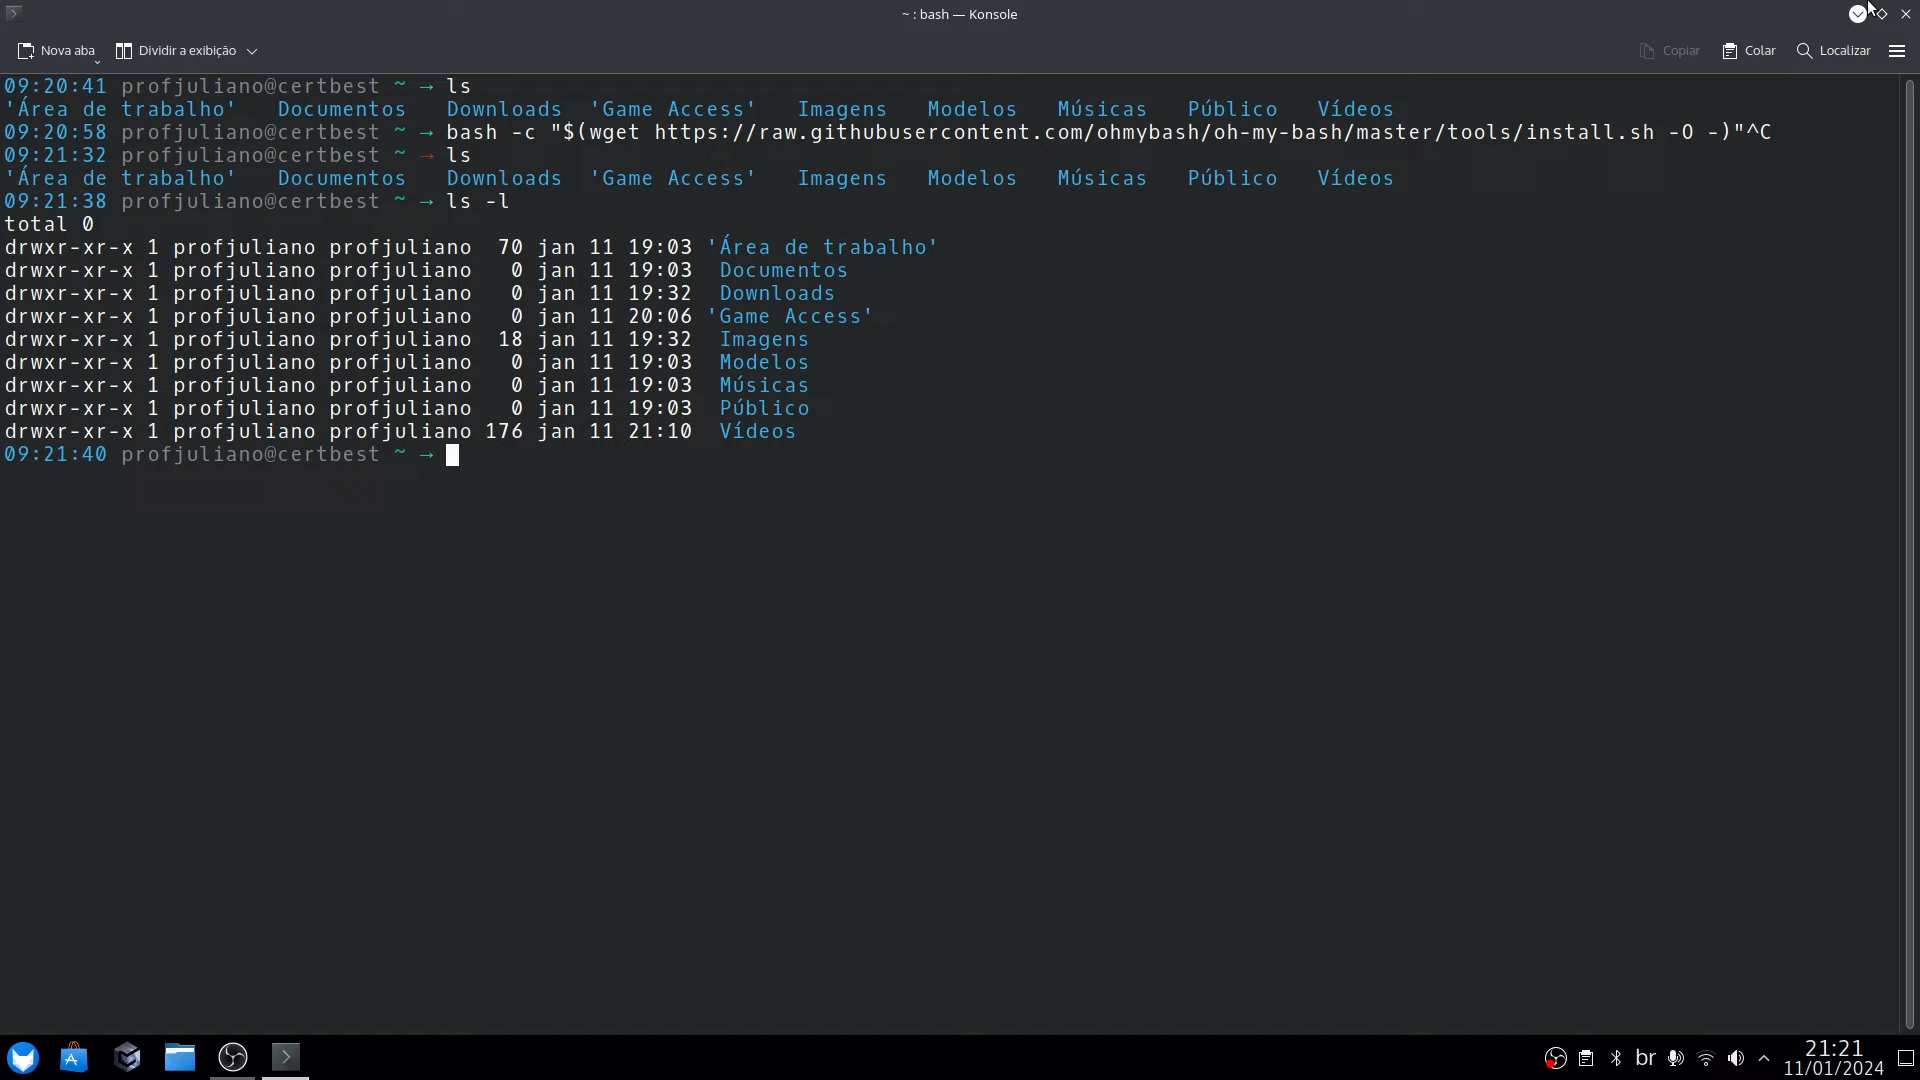 ~ : bash — Konsole
Nova aba
Dividir a exibição
Copiar
Colar
Localizar
09:20:41 profjuliano@certbest ~ → ls
'Área de trabalho'   Documentos   Downloads  'Game Access'   Imagens   Modelos   Músicas   Público   Vídeos
09:20:58 profjuliano@certbest ~ → bash -c "$(wget https://raw.githubusercontent.com/ohmybash/oh-my-bash/master/tools/install.sh -O -)"^C
09:21:32 profjuliano@certbest ~ → ls
'Área de trabalho'   Documentos   Downloads  'Game Access'   Imagens   Modelos   Músicas   Público   Vídeos
09:21:38 profjuliano@certbest ~ → ls -l
total 0
drwxr-xr-x 1 profjuliano profjuliano  70 jan 11 19:03 'Área de trabalho'
drwxr-xr-x 1 profjuliano profjuliano   0 jan 11 19:03  Documentos
drwxr-xr-x 1 profjuliano profjuliano   0 jan 11 19:32  Downloads
drwxr-xr-x 1 profjuliano profjuliano   0 jan 11 20:06 'Game Access'
drwxr-xr-x 1 profjuliano profjuliano  18 jan 11 19:32  Imagens
drwxr-xr-x 1 profjuliano profjuliano   0 jan 11 19:03  Modelos
drwxr-xr-x 1 profjuliano profjuliano   0 jan 11 19:03  Músicas
drwxr-xr-x 1 profjuliano profjuliano   0 jan 11 19:03  Público
drwxr-xr-x 1 profjuliano profjuliano 176 jan 11 21:10  Vídeos
09:21:40 profjuliano@certbest ~ →
br
21:21
11/01/2024